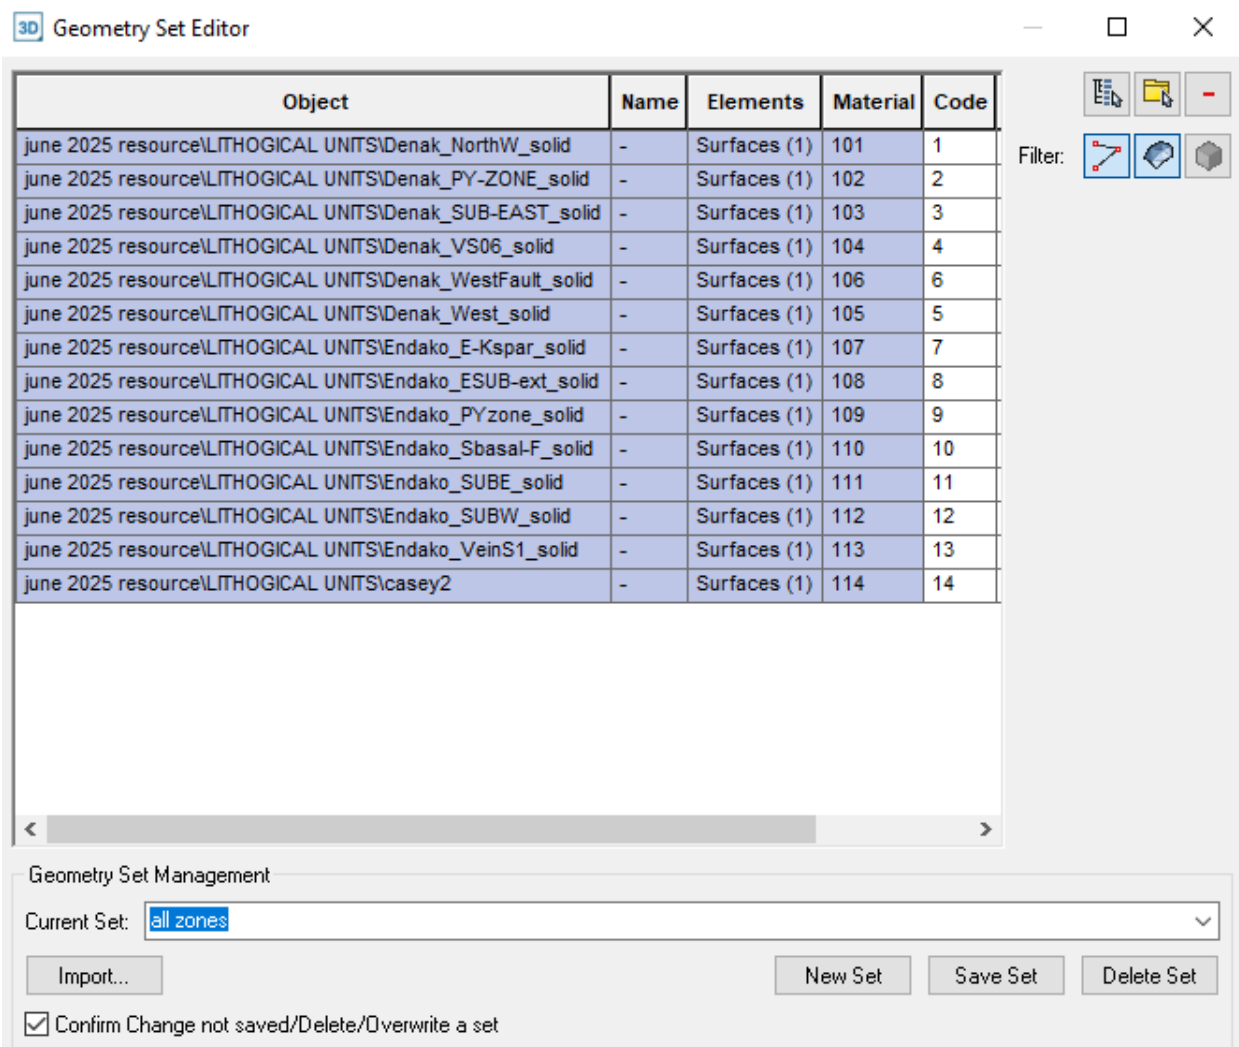 3D Geometry Set Editor
Object Name Elements Material Code
june 2025 resource\LITHOGICAL UNITS\Denak_NorthW_solid - Surfaces (1) 101 1
june 2025 resource\LITHOGICAL UNITS\Denak_PY-ZONE_solid - Surfaces (1) 102 2
june 2025 resource\LITHOGICAL UNITS\Denak_SUB-EAST_solid - Surfaces (1) 103 3
june 2025 resource\LITHOGICAL UNITS\Denak_VS06_solid - Surfaces (1) 104 4
june 2025 resource\LITHOGICAL UNITS\Denak_WestFault_solid - Surfaces (1) 106 6
june 2025 resource\LITHOGICAL UNITS\Denak_West_solid - Surfaces (1) 105 5
june 2025 resource\LITHOGICAL UNITS\Endako_E-Kspar_solid - Surfaces (1) 107 7
june 2025 resource\LITHOGICAL UNITS\Endako_ESUB-ext_solid - Surfaces (1) 108 8
june 2025 resource\LITHOGICAL UNITS\Endako_PYzone_solid - Surfaces (1) 109 9
june 2025 resource\LITHOGICAL UNITS\Endako_Sbasal-F_solid - Surfaces (1) 110 10
june 2025 resource\LITHOGICAL UNITS\Endako_SUBE_solid - Surfaces (1) 111 11
june 2025 resource\LITHOGICAL UNITS\Endako_SUBW_solid - Surfaces (1) 112 12
june 2025 resource\LITHOGICAL UNITS\Endako_VeinS1_solid - Surfaces (1) 113 13
june 2025 resource\LITHOGICAL UNITS\casey2 - Surfaces (1) 114 14
Filter:
Geometry Set Management
Current Set: all zones
Import... New Set Save Set Delete Set
Confirm Change not saved/Delete/Overwrite a set